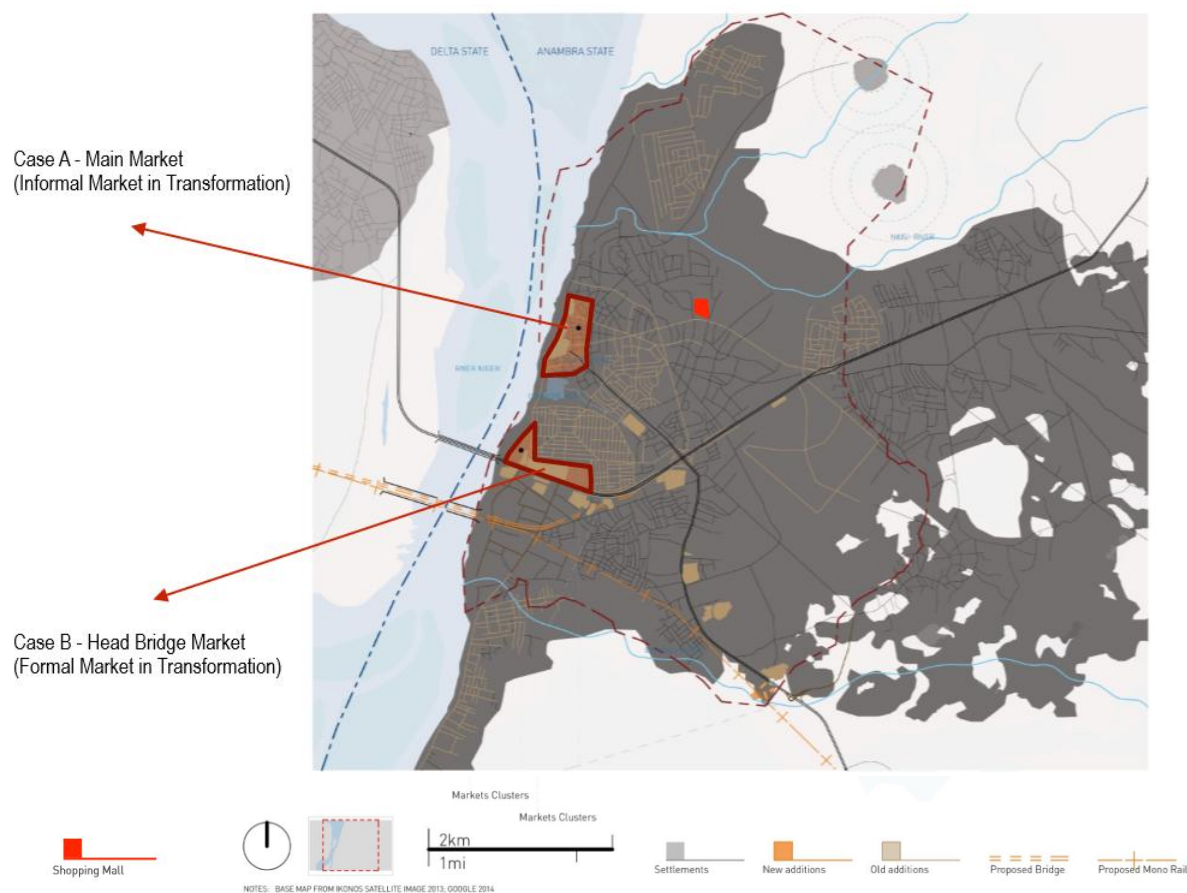 DELTA STATE
ANAMBRA STATE
Case A - Main Market
(Informal Market in Transformation)
NKISI RIVER
RIVER NIGER
Case B - Head Bridge Market
(Formal Market in Transformation)
Markets Clusters
Markets Clusters
2km
1mi
Shopping Mall
Settlements
New additions
Old additions
Proposed Bridge
Proposed Mono Rail
NOTES: BASE MAP FROM IKONOS SATELLITE IMAGE 2013; GOOGLE 2014